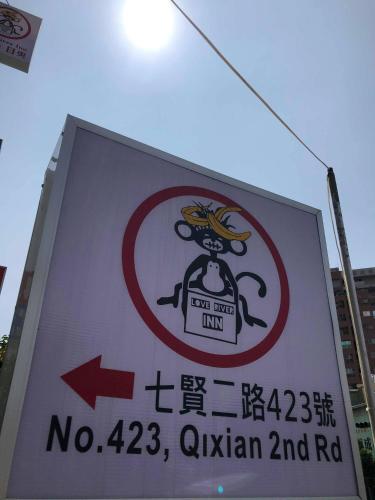 LOVE RIVER
INN
七賢二路423號
No.423, Qixian 2nd Rd